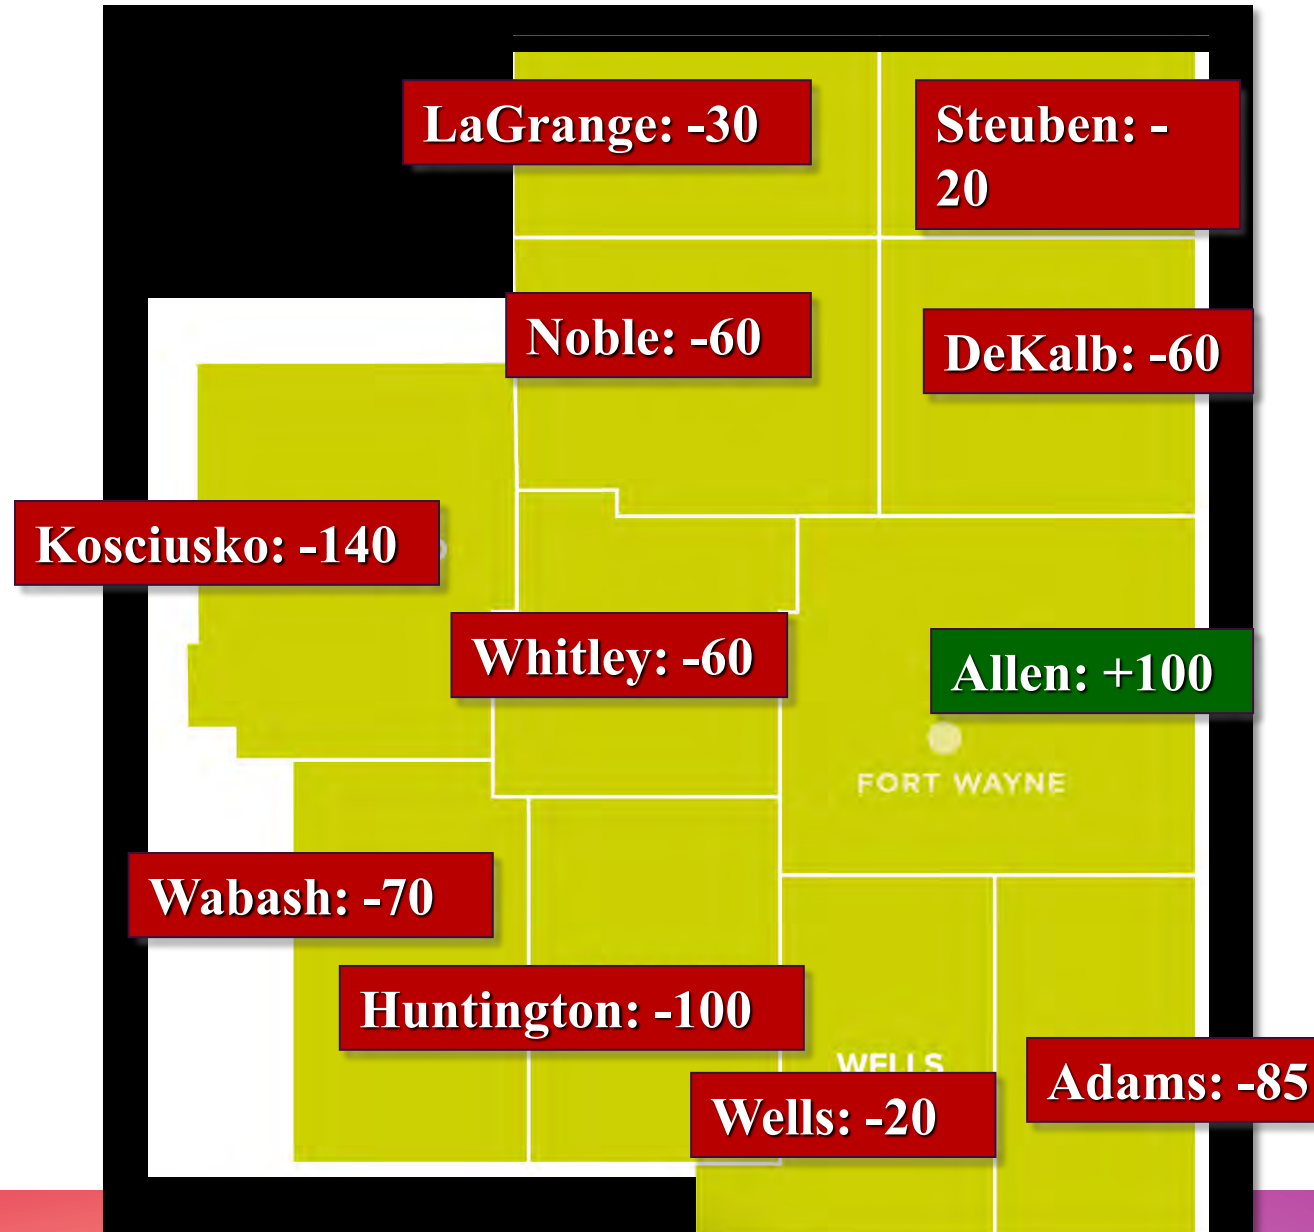 LaGrange: -30
Steuben: -
20
Noble: -60
DeKalb: -60
Kosciusko: -140
Whitley: -60
Allen: +100
FORT WAYNE
Wabash: -70
Huntington: -100
WELLS
Adams: -85
Wells: -20